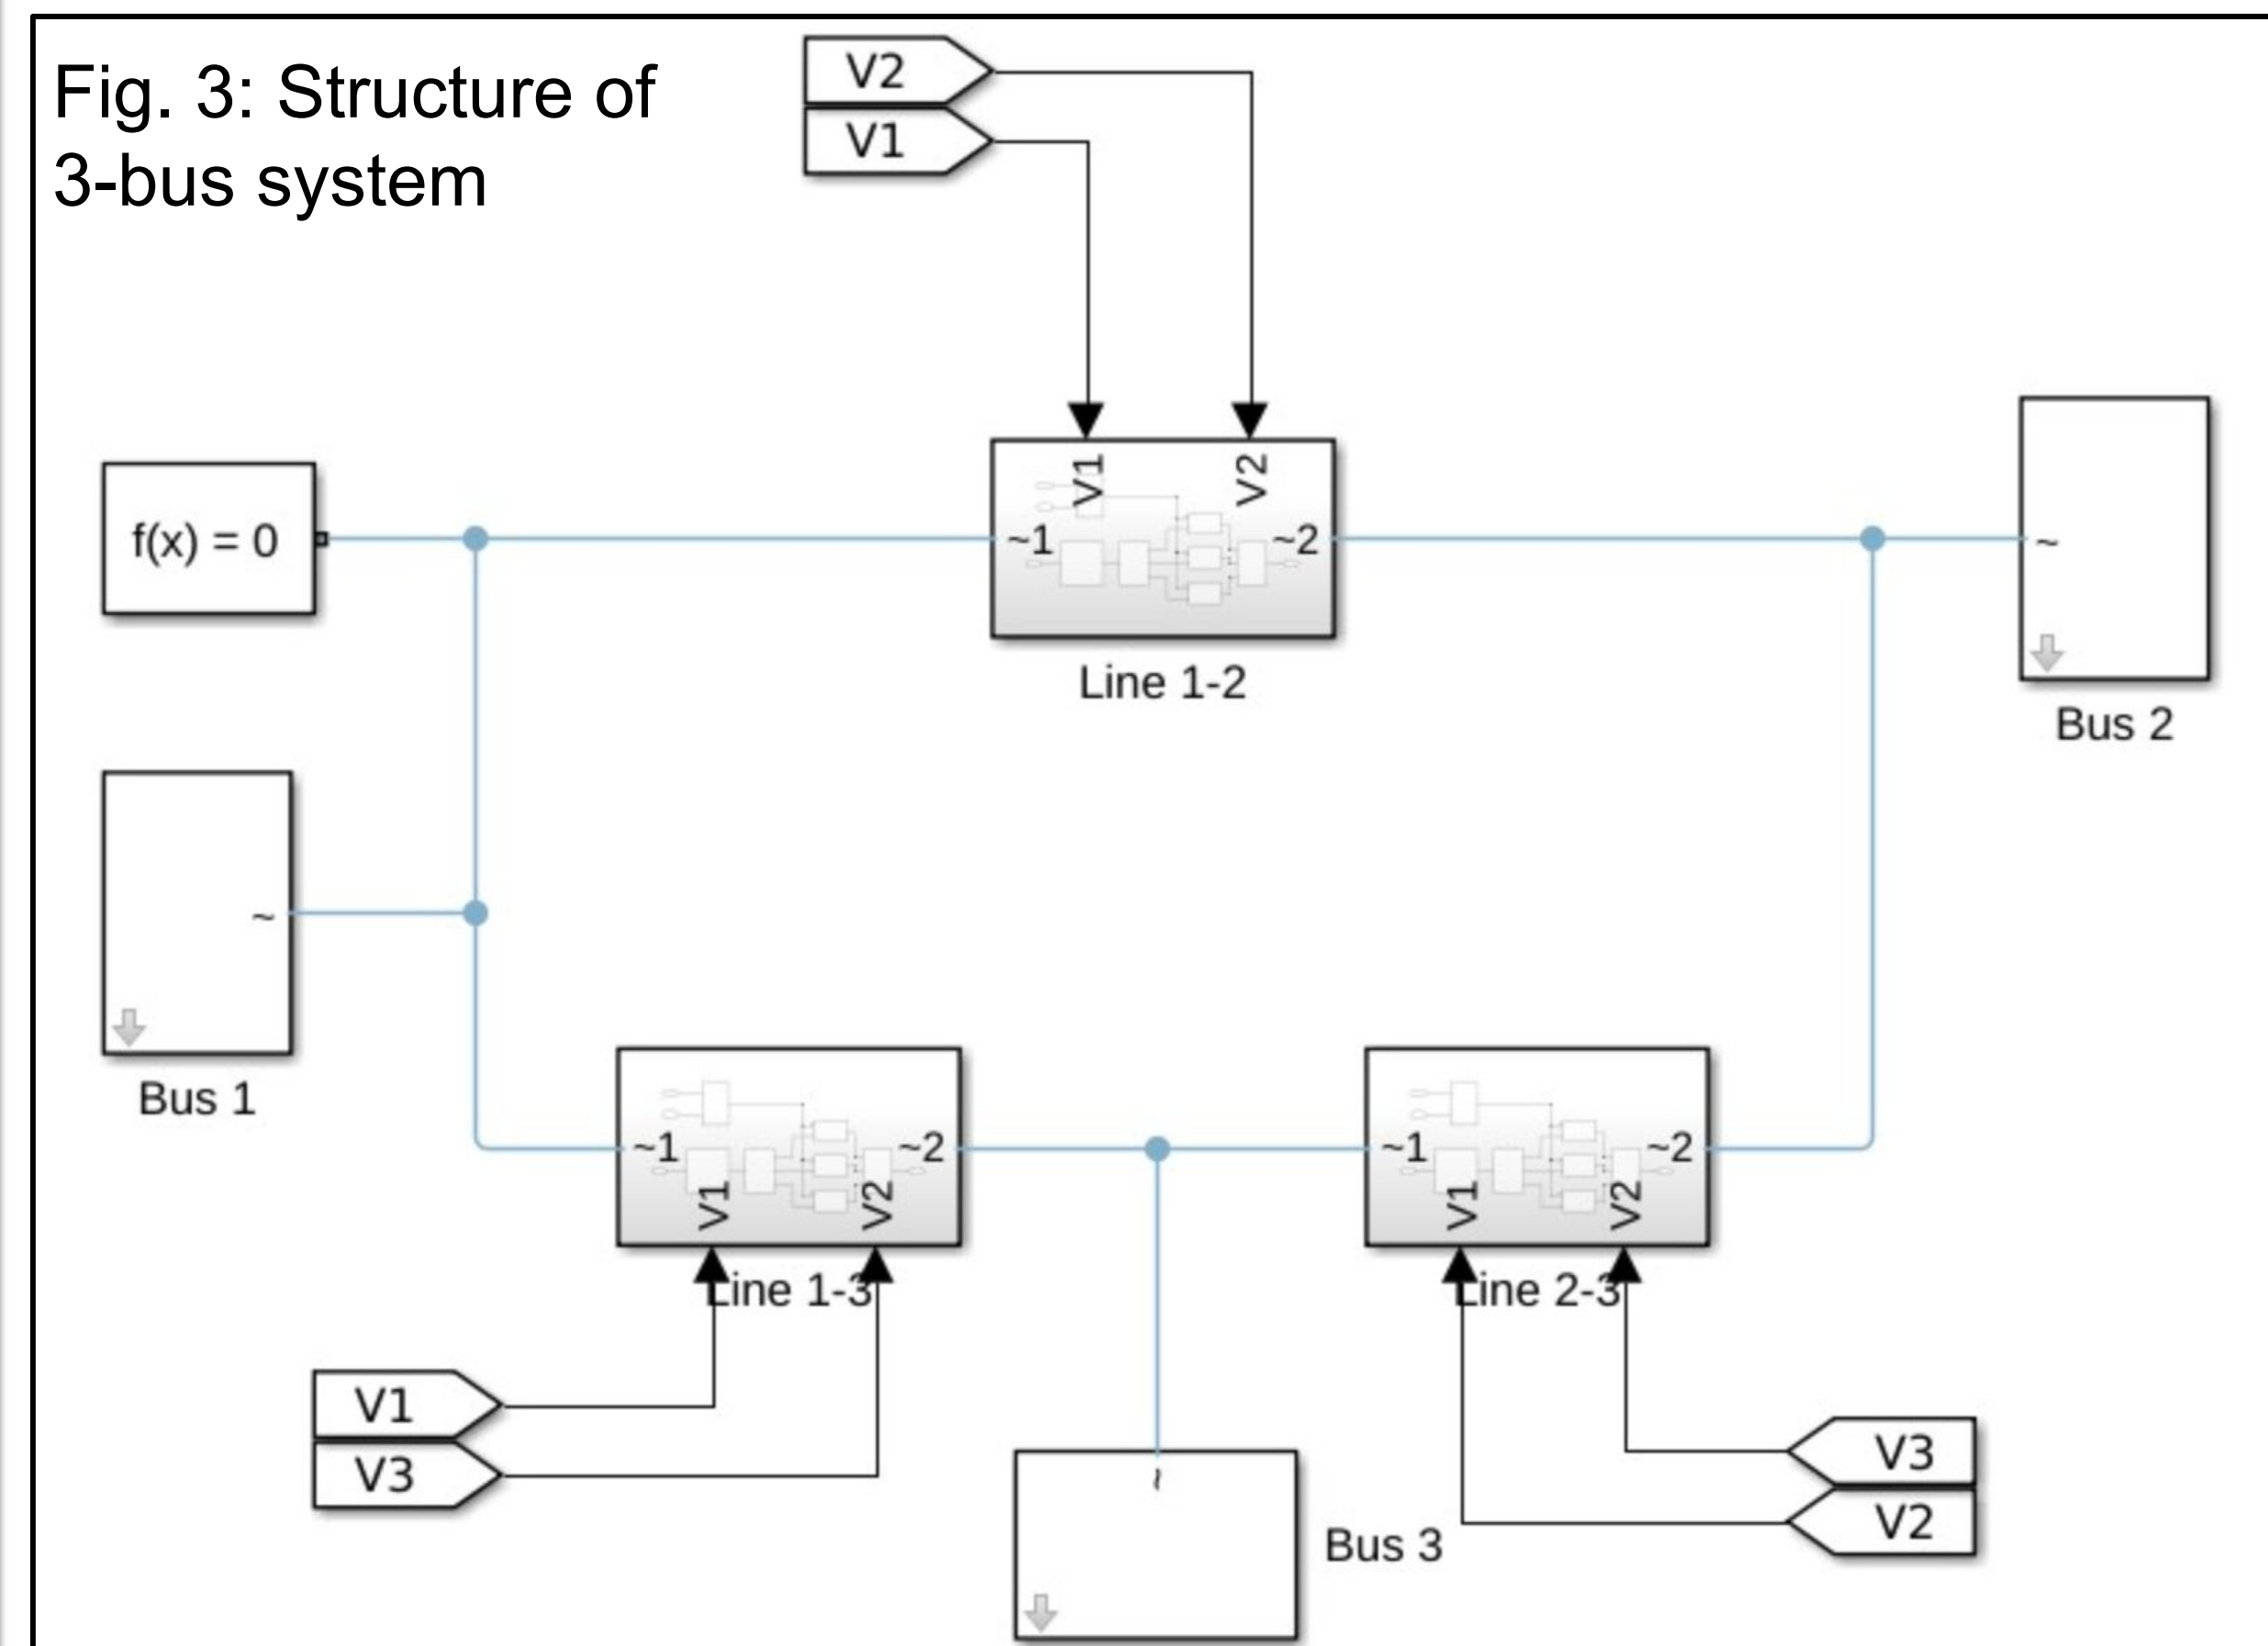 Fig. 3: Structure of
3-bus system
V2
V1
V1
V2
f(x) = 0
~1
~2
~
Line 1-2
Bus 2
~
Bus 1
~1
~2
V1
V2
~1
~2
V1
V2
Line 1-3
Line 2-3
V1
V3
~
Bus 3
V3
V2